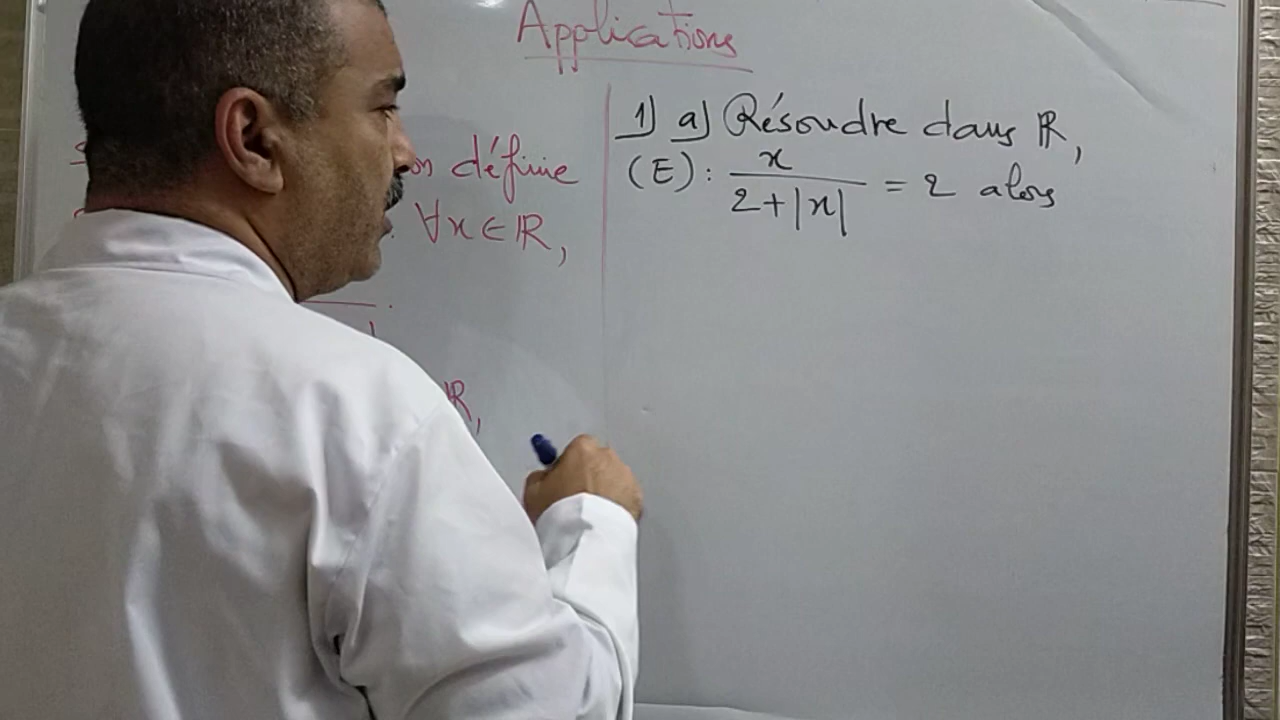 Applications
définie
∀x∈ℝ,
ℝ,
1) a) Résoudre dans ℝ,
(E): x / 2+|x| = 2 alors